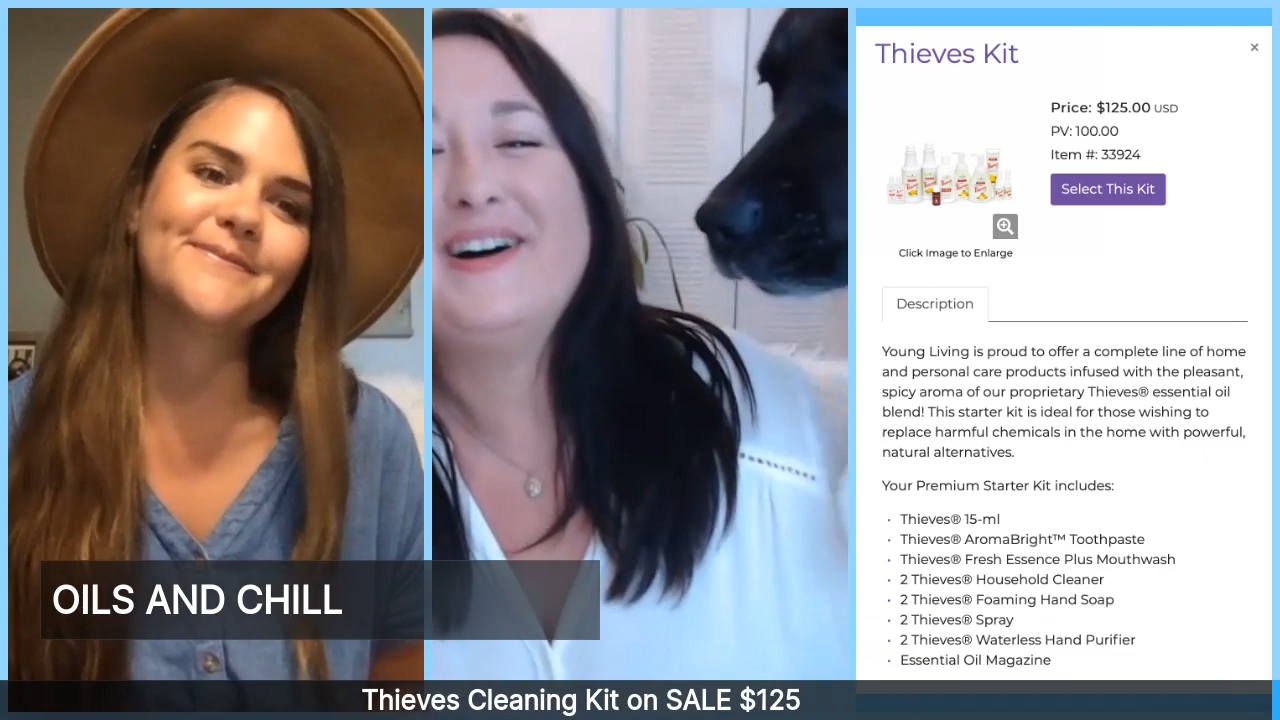 Thieves Kit
×
Price: $125.00 USD
PV: 100.00
Item #: 33924
Select This Kit
Click Image to Enlarge
Description
Young Living is proud to offer a complete line of home
and personal care products infused with the pleasant,
spicy aroma of our proprietary Thieves® essential oil
blend! This starter kit is ideal for those wishing to
replace harmful chemicals in the home with powerful,
natural alternatives.
Your Premium Starter Kit includes:
• Thieves® 15-ml
• Thieves® AromaBright™ Toothpaste
• Thieves® Fresh Essence Plus Mouthwash
• 2 Thieves® Household Cleaner
• 2 Thieves® Foaming Hand Soap
• 2 Thieves® Spray
• 2 Thieves® Waterless Hand Purifier
• Essential Oil Magazine
OILS AND CHILL
Thieves Cleaning Kit on SALE $125